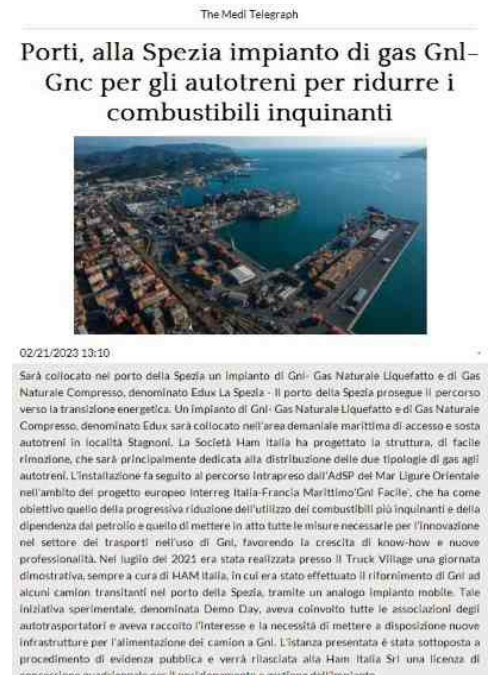 The Medi Telegraph
Porti, alla Spezia impianto di gas Gnl-
Gnc per gli autotreni per ridurre i
combustibili inquinanti
02/21/2023 13:10
Sarà collocato nel porto della Spezia un impianto di Gnl- Gas Naturale Liquefatto e di Gas
Naturale Compresso, denominato Edux La Spezia - Il porto della Spezia prosegue il percorso
verso la transizione energetica. Un impianto di Gnl- Gas Naturale Liquefatto e di Gas Naturale
Compresso, denominato Edux sarà collocato nell'area demaniale marittima di accesso e sosta
autotreni in località Stagnoni. La Società Ham Italia ha progettato la struttura, di facile
rimozione, che sarà principalmente dedicata alla distribuzione delle due tipologie di gas agli
autotreni. L'installazione fa seguito al percorso intrapreso dall'AdSP del Mar Ligure Orientale
nell'ambito del progetto europeo Interreg Italia-Francia Marittimo'Gnl Facile', che ha come
obiettivo quello della progressiva riduzione dell'utilizzo dei combustibili più inquinanti e della
dipendenza dal petrolio e quello di mettere in atto tutte le misure necessarie per l'innovazione
nel settore dei trasporti nell'uso di Gnl, favorendo la crescita di know-how e nuove
professionalità. Nel luglio del 2021 era stata realizzata presso il Truck Village una giornata
dimostrativa, sempre a cura di HAM Italia, in cui era stato effettuato il rifornimento di Gnl ad
alcuni camion transitanti nel porto della Spezia, tramite un analogo impianto mobile. Tale
iniziativa sperimentale, denominata Demo Day, aveva coinvolto tutte le associazioni degli
autotrasportatori e aveva raccolto l'interesse e la necessità di mettere a disposizione nuove
infrastrutture per l'alimentazione dei camion a Gnl. L'istanza presentata è stata sottoposta a
procedimento di evidenza pubblica e verrà rilasciata alla Ham Italia Srl una licenza di